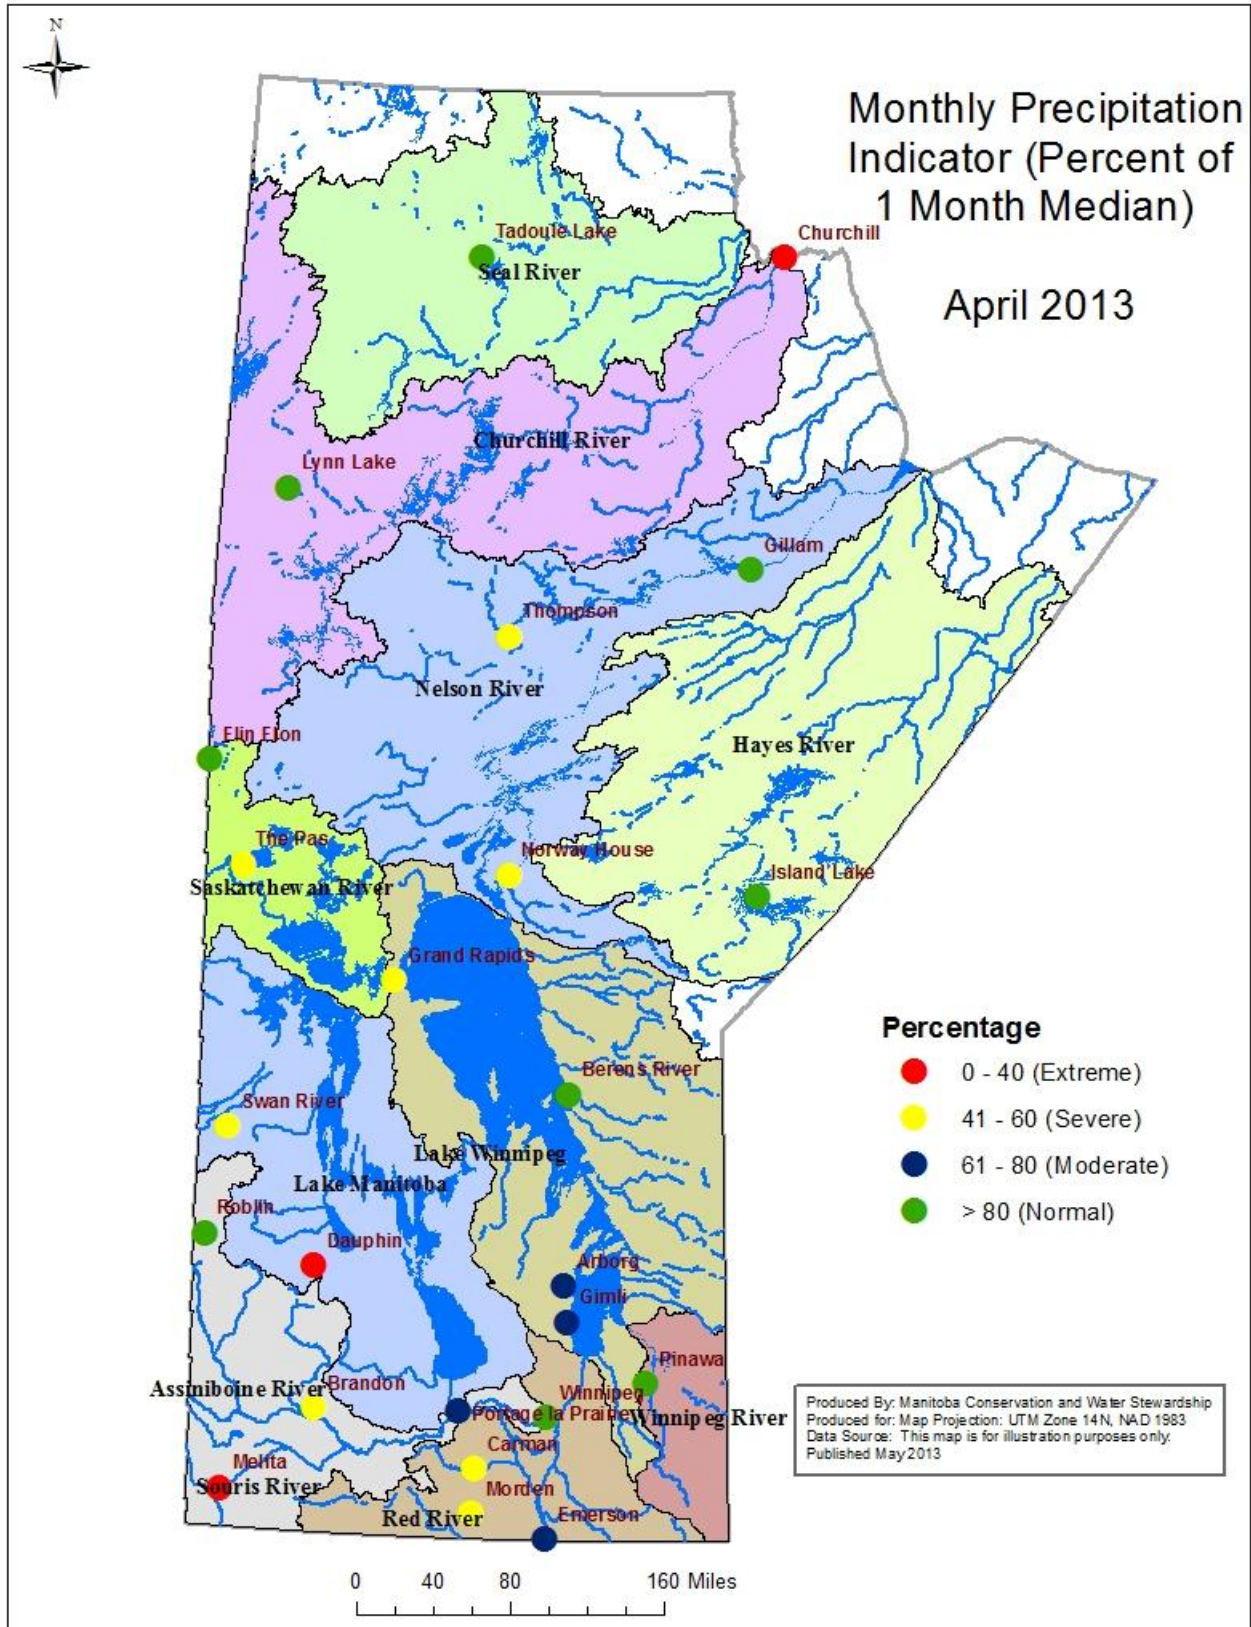 N
Monthly Precipitation
Indicator (Percent of
1 Month Median)
April 2013
Churchill
Tadoule Lake
Seal River
Churchill River
Lynn Lake
Gillam
Thompson
Nelson River
Flin Flon
Hayes River
The Pas
Norway House
Saskatchewan River
Island Lake
Grand Rapids
Percentage
0 - 40 (Extreme)
41 - 60 (Severe)
61 - 80 (Moderate)
> 80 (Normal)
Berens River
Swan River
Lake Winnipeg
Lake Manitoba
Roblin
Dauphin
Arborg
Gimli
Pinawa
Assiniboine River
Brandon
Winnipeg
Portage la Prairie
Winnipeg River
Carman
Melita
Souris River
Morden
Red River
Emerson
Produced By: Manitoba Conservation and Water Stewardship
Produced for: Map Projection: UTM Zone 14N, NAD 1983
Data Source: This map is for illustration purposes only.
Published May 2013
0 40 80 160 Miles